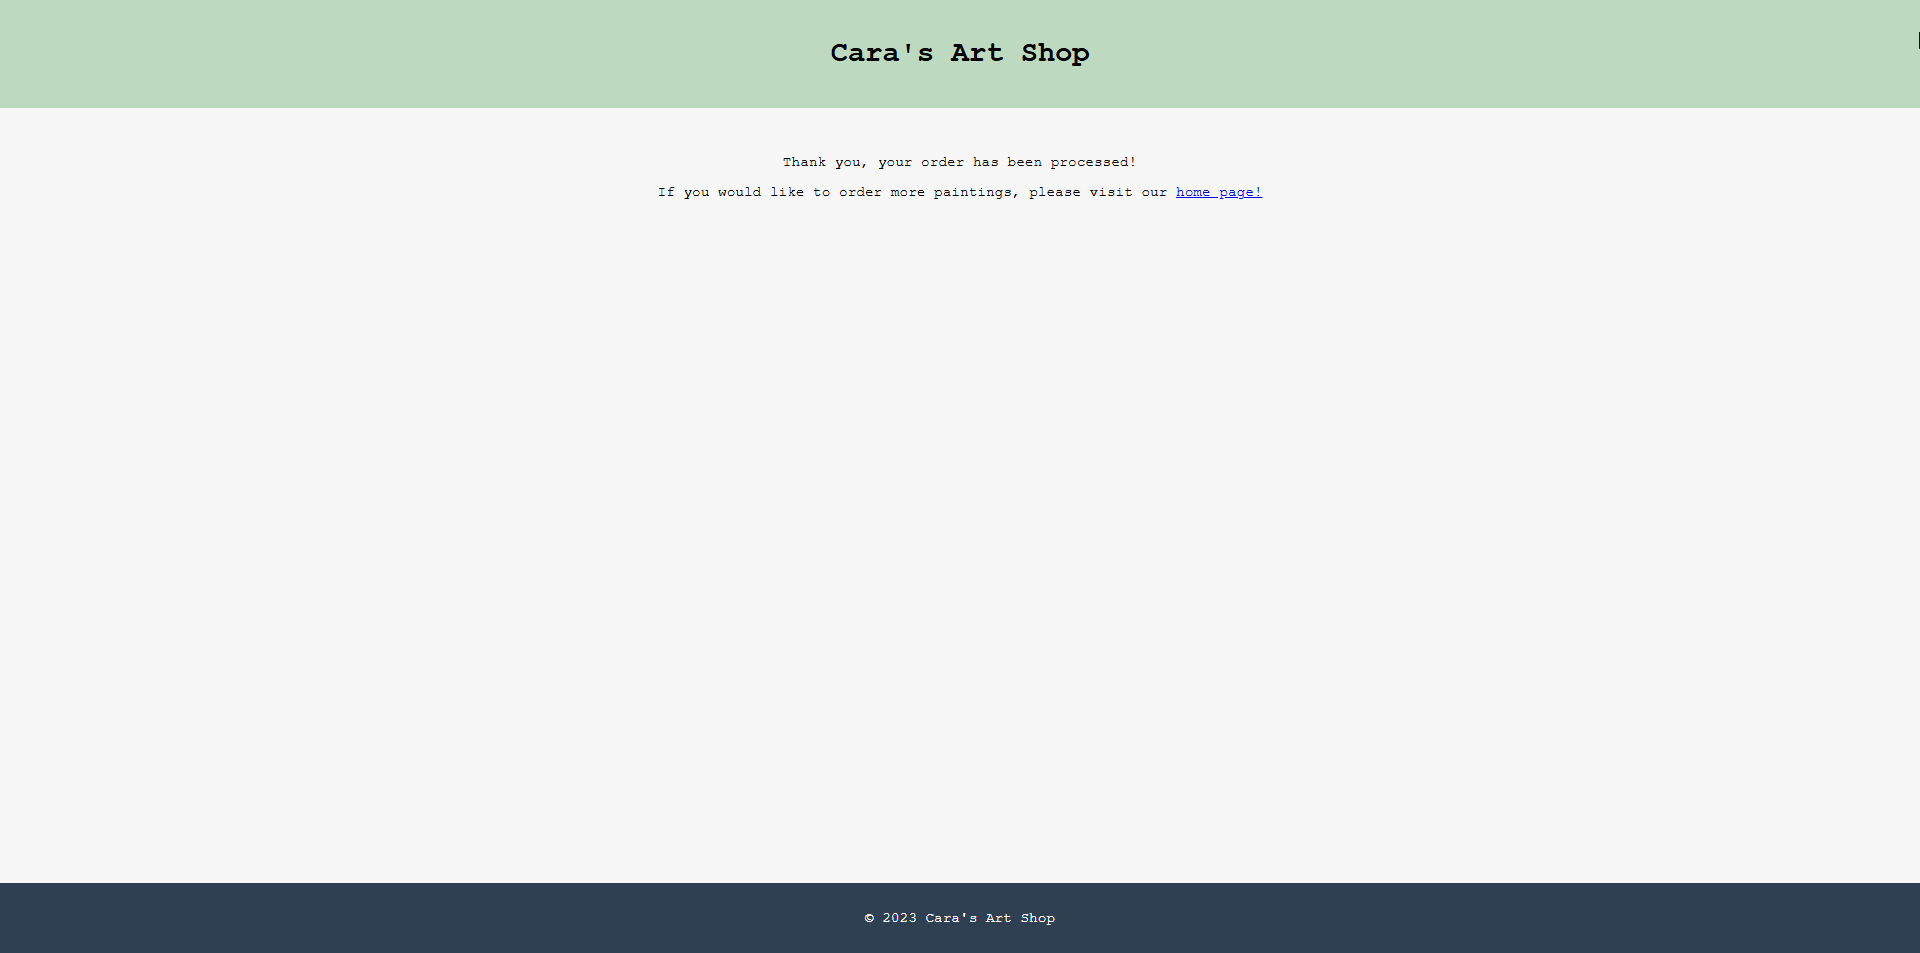 Cara's Art Shop
Thank you, your order has been processed!
If you would like to order more paintings, please visit our home page!
© 2023 Cara's Art Shop